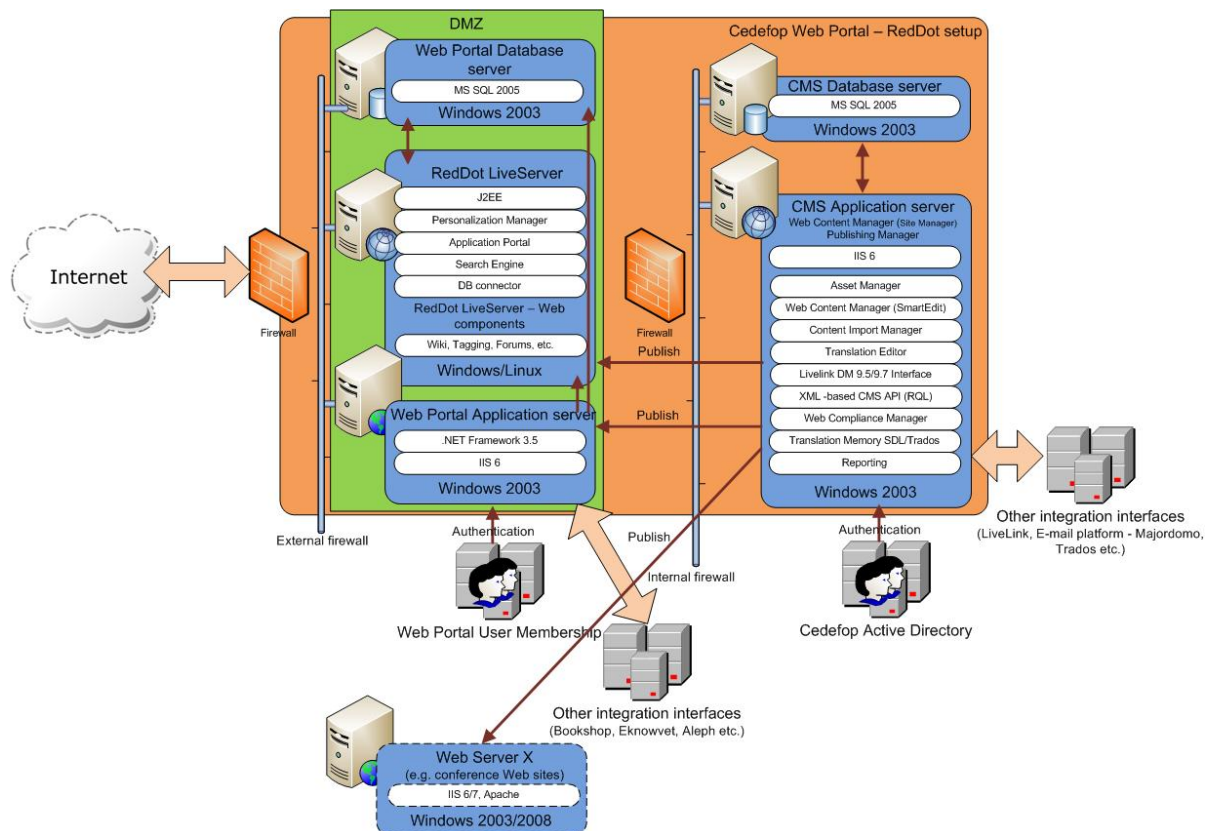 DMZ
Cedefop Web Portal – RedDot setup
Web Portal Database
server
MS SQL 2005
Windows 2003
CMS Database server
MS SQL 2005
Windows 2003
RedDot LiveServer
J2EE
Personalization Manager
Application Portal
Search Engine
DB connector
RedDot LiveServer – Web
components
Wiki, Tagging, Forums, etc.
Windows/Linux
CMS Application server
Web Content Manager (Site Manager)
Publishing Manager
IIS 6
Asset Manager
Web Content Manager (SmartEdit)
Content Import Manager
Translation Editor
Livelink DM 9.5/9.7 Interface
XML -based CMS API (RQL)
Web Compliance Manager
Translation Memory SDL/Trados
Reporting
Windows 2003
Internet
Firewall
Firewall
Publish
Publish
Web Portal Application server
.NET Framework 3.5
IIS 6
Windows 2003
External firewall
Authentication
Publish
Internal firewall
Authentication
Other integration interfaces
(LiveLink, E-mail platform - Majordomo,
Trados etc.)
Web Portal User Membership
Cedefop Active Directory
Other integration interfaces
(Bookshop, Eknowvet, Aleph etc.)
Web Server X
(e.g. conference Web sites)
IIS 6/7, Apache
Windows 2003/2008